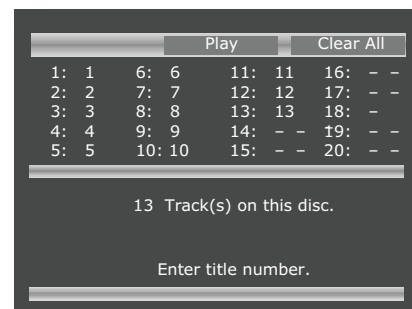 Play Clear All
1: 1 6: 6 11: 11 16: – –
2: 2 7: 7 12: 12 17: – –
3: 3 8: 8 13: 13 18: –
4: 4 9: 9 14: – – 19: – –
5: 5 10: 10 15: – – 20: – –
13 Track(s) on this disc.
Enter title number.